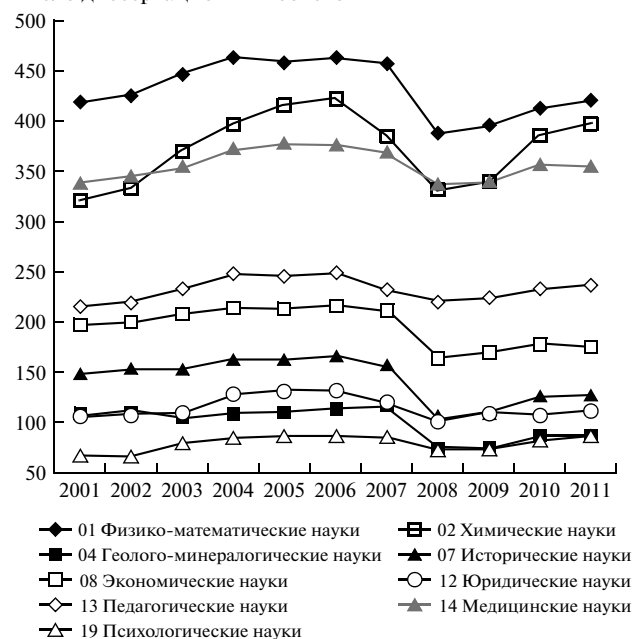 500
450
400
350
300
250
200
150
100
50
2001 2002 2003 2004 2005 2006 2007 2008 2009 2010 2011
01 Физико-математические науки 02 Химические науки
04 Геолого-минералогические науки 07 Исторические науки
08 Экономические науки 12 Юридические науки
13 Педагогические науки 14 Медицинские науки
19 Психологические науки